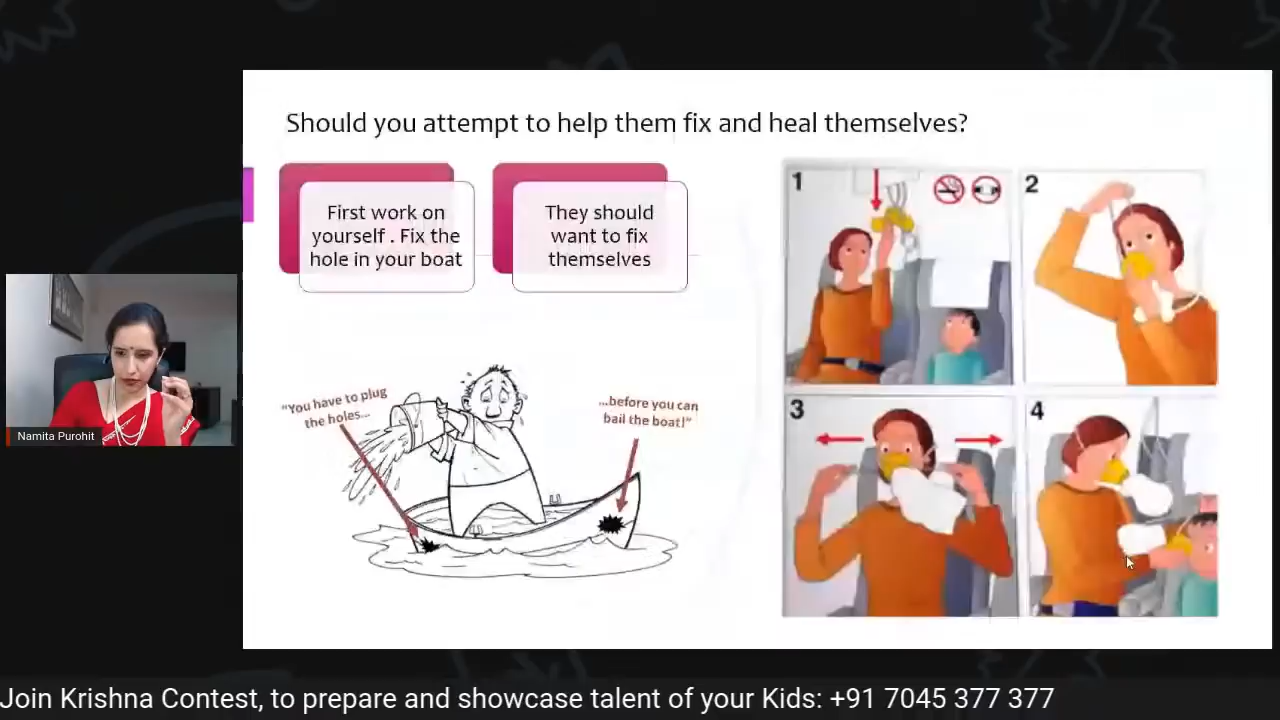 Should you attempt to help them fix and heal themselves?
First work on
yourself . Fix the
hole in your boat
They should
want to fix
themselves
"You have to plug
the holes...
...before you can
bail the boat!"
1
2
3
4
Namita Purohit
Join Krishna Contest, to prepare and showcase talent of your Kids: +91 7045 377 377